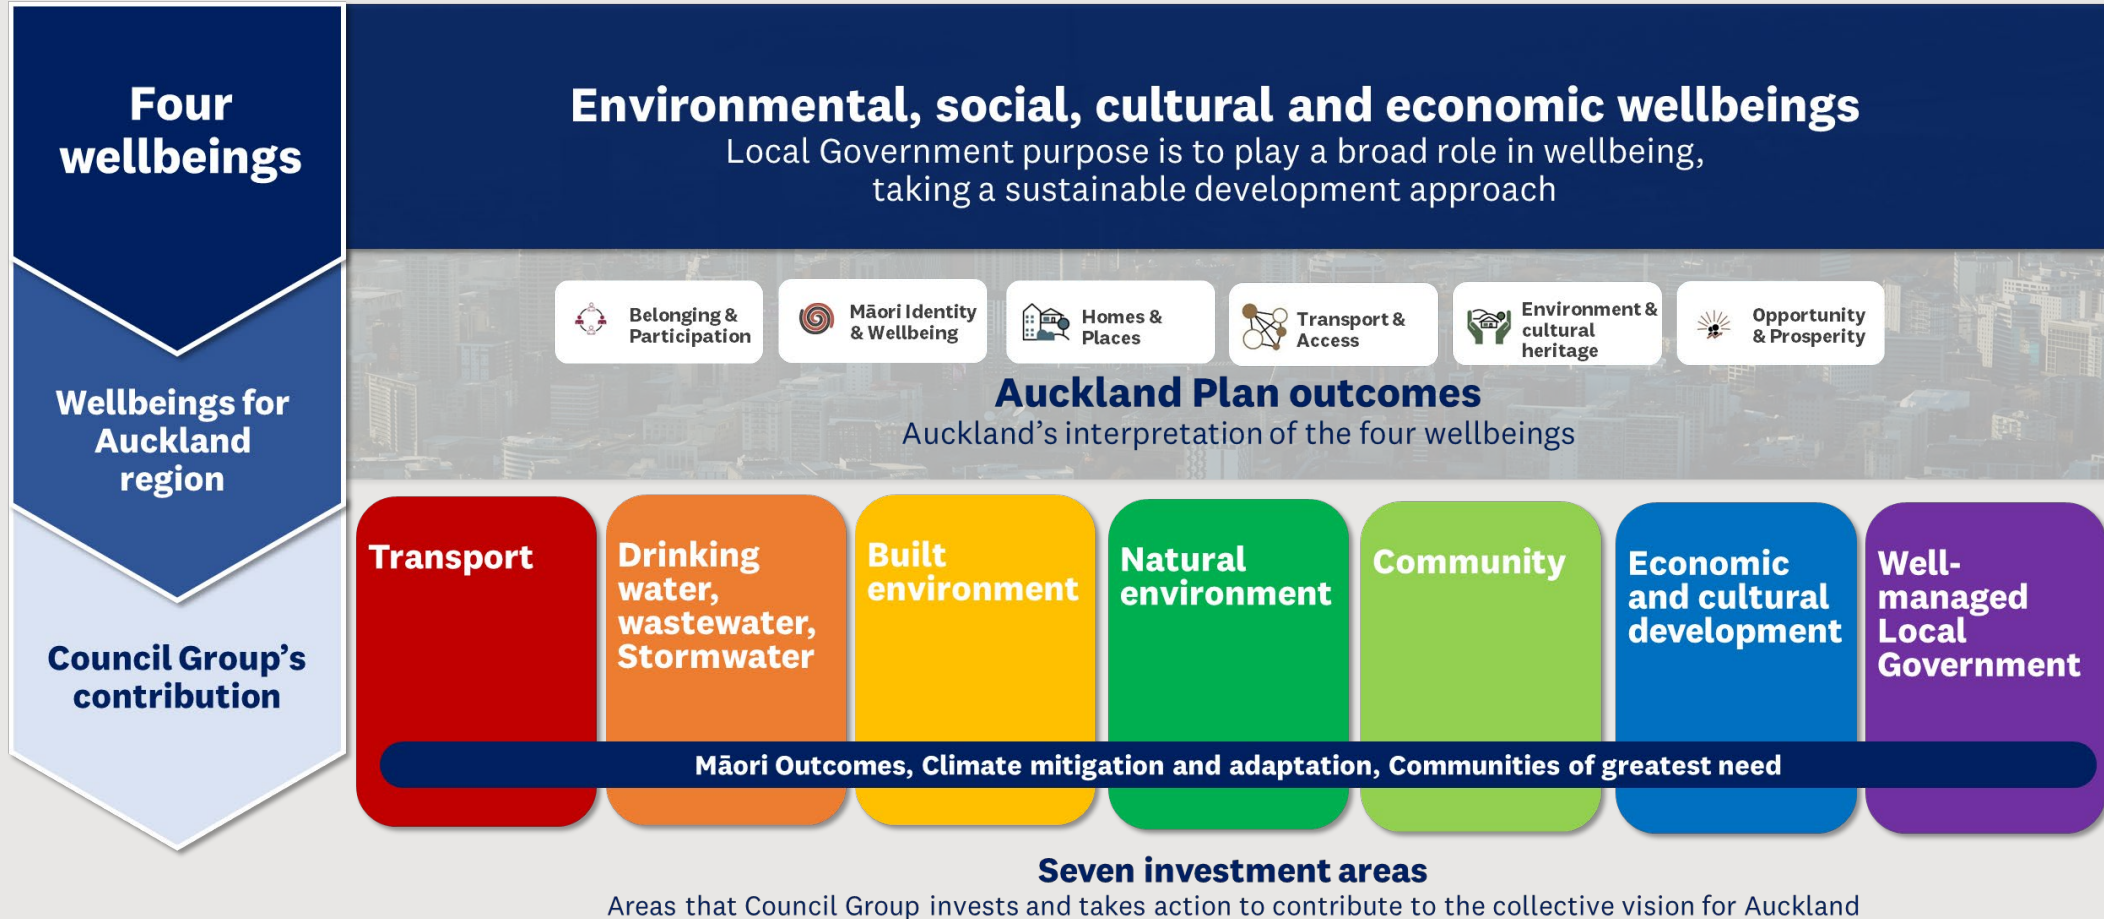 Four
wellbeings
Environmental, social, cultural and economic wellbeings
Local Government purpose is to play a broad role in wellbeing,
taking a sustainable development approach
Wellbeings for
Auckland
region
Belonging &
Participation
Māori Identity
& Wellbeing
Homes &
Places
Transport &
Access
Environment &
cultural
heritage
Opportunity
& Prosperity
Auckland Plan outcomes
Auckland's interpretation of the four wellbeings
Council Group's
contribution
Transport
Drinking
water,
wastewater,
Stormwater
Built
environment
Natural
environment
Community
Economic
and cultural
development
Well-
managed
Local
Government
Māori Outcomes, Climate mitigation and adaptation, Communities of greatest need
Seven investment areas
Areas that Council Group invests and takes action to contribute to the collective vision for Auckland